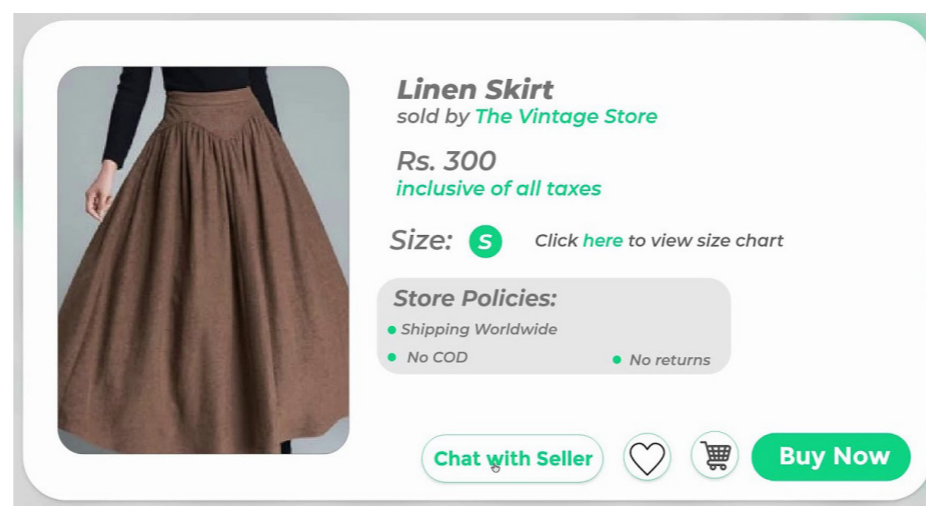 Linen Skirt
sold by The Vintage Store
Rs. 300
inclusive of all taxes
Size: S Click here to view size chart
Store Policies:
Shipping Worldwide
No COD
No returns
Chat with Seller
Buy Now